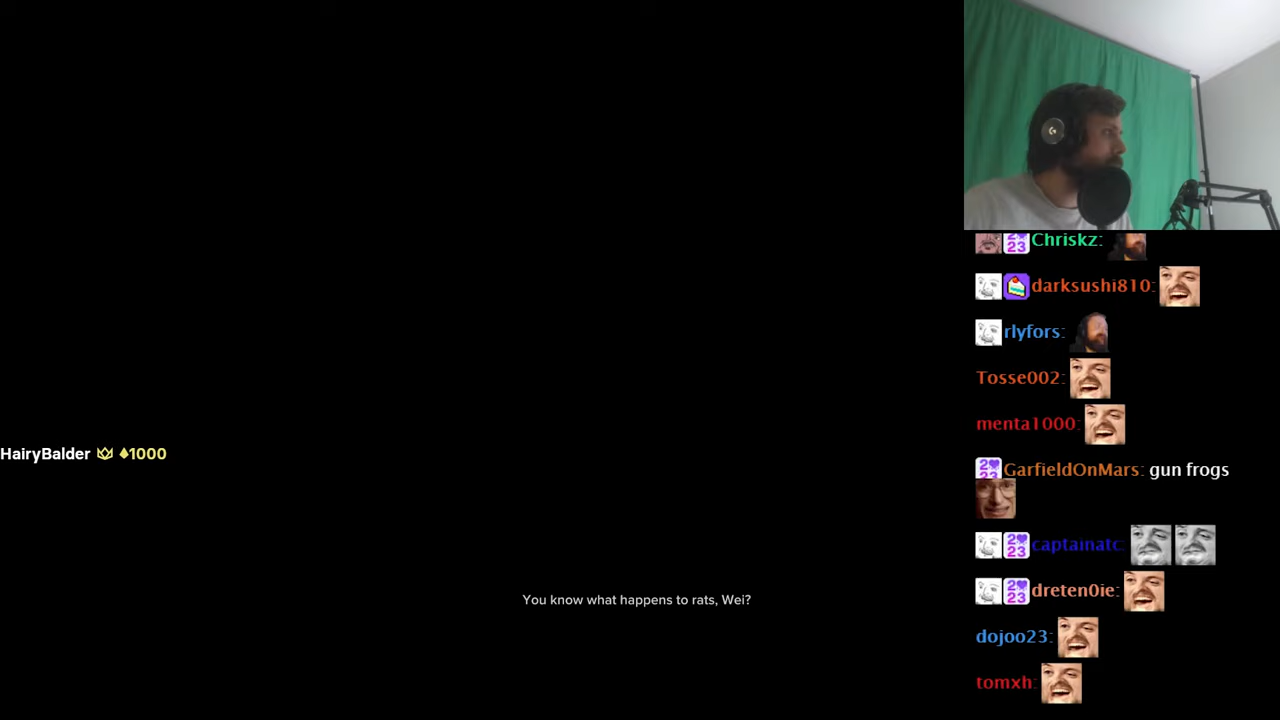 Chriskz:
darksushi810:
rlyfors:
Tosse002:
menta1000:
HairyBalder 1000
GarfieldOnMars: gun frogs
captainatc:
dreten0ie:
You know what happens to rats, Wei?
dojoo23:
tomxh: